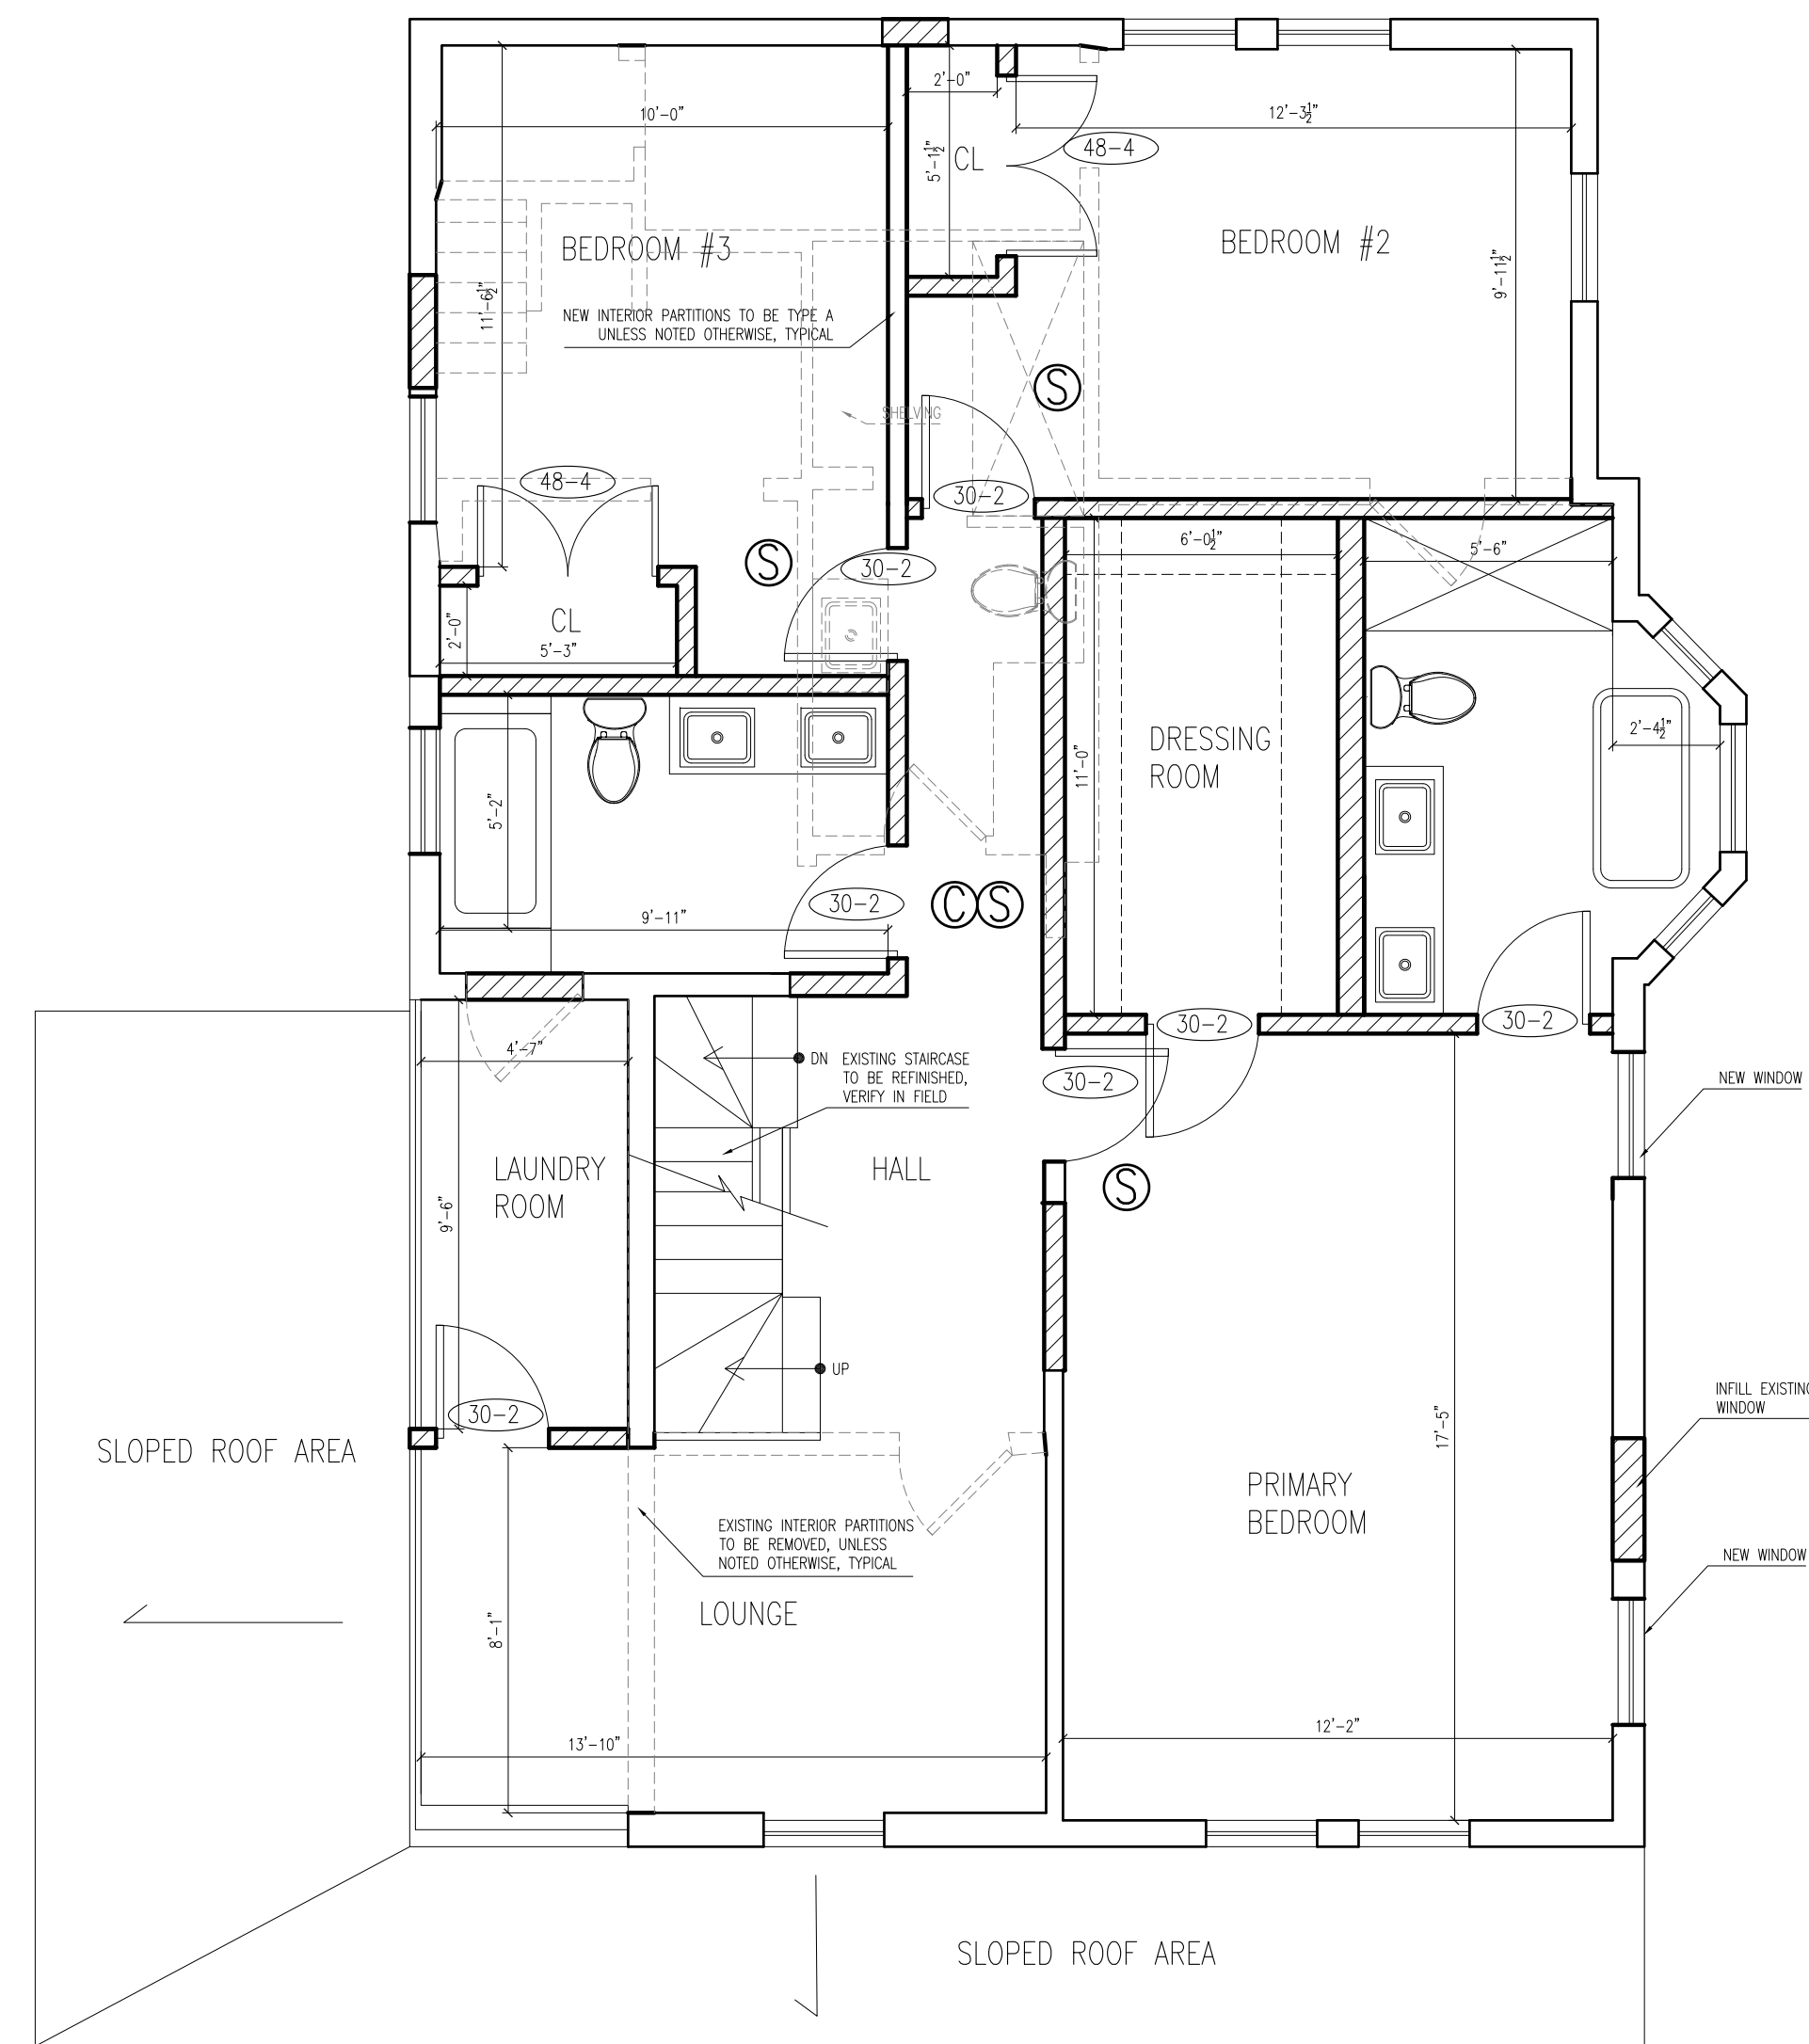 2'-0"
10'-0"
12'-3½"
48-4
CL
5'-1½"
BEDROOM #3
BEDROOM #2
9'-11½"
11'-6½"
NEW INTERIOR PARTITIONS TO BE TYPE A
UNLESS NOTED OTHERWISE, TYPICAL
S
SHELVING
48-4
30-2
6'-0½"
5'-6"
S
30-2
CL
2'-0"
5'-3"
2'-4½"
DRESSING
ROOM
11'-0"
5'-2"
30-2
C S
9'-11"
30-2
30-2
4'-7"
DN
EXISTING STAIRCASE
TO BE REFINISHED,
VERIFY IN FIELD
30-2
NEW WINDOW
LAUNDRY
ROOM
HALL
S
9'-6"
UP
INFILL EXISTING
WINDOW
30-2
17'-5"
SLOPED ROOF AREA
PRIMARY
BEDROOM
EXISTING INTERIOR PARTITIONS
TO BE REMOVED, UNLESS
NOTED OTHERWISE, TYPICAL
NEW WINDOW
LOUNGE
8'-1"
12'-2"
13'-10"
SLOPED ROOF AREA